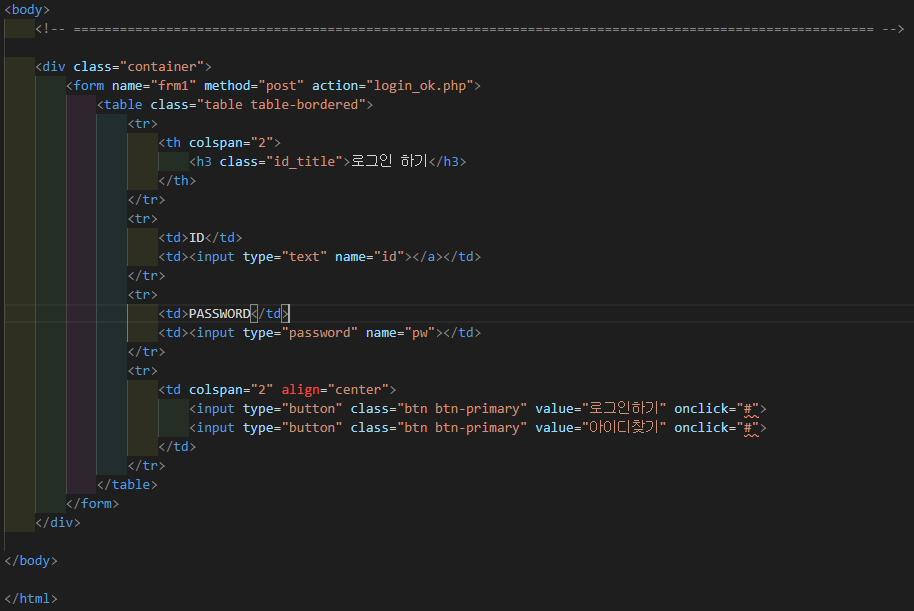 <body>
<!-- ======================================================================================================== -->
<div class="container">
<form name="frm1" method="post" action="login_ok.php">
<table class="table table-bordered">
<tr>
<th colspan="2">
<h3 class="id_title">로그인 하기</h3>
</th>
</tr>
<tr>
<td>ID</td>
<td><input type="text" name="id"></a></td>
</tr>
<tr>
<td>PASSWORD</td>
<td><input type="password" name="pw"></td>
</tr>
<tr>
<td colspan="2" align="center">
<input type="button" class="btn btn-primary" value="로그인하기" onclick="#">
<input type="button" class="btn btn-primary" value="아이디찾기" onclick="#">
</td>
</tr>
</table>
</form>
</div>
</body>
</html>